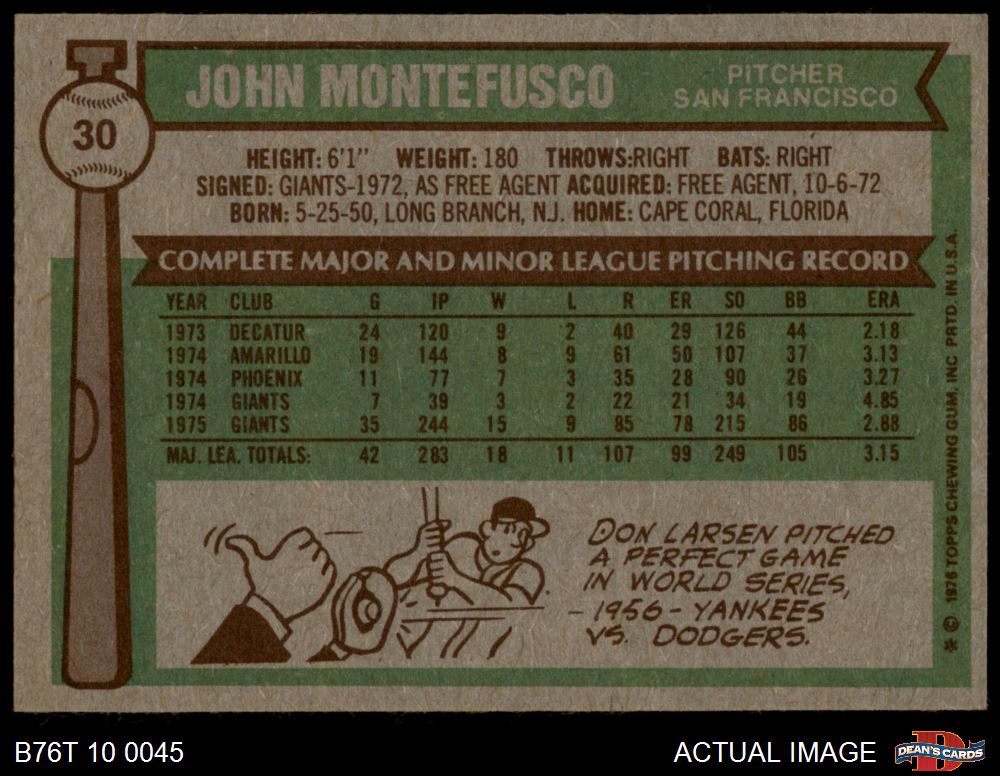 JOHN MONTEFUSCO
PITCHER
SAN FRANCISCO
30
HEIGHT: 6'1" WEIGHT: 180 THROWS:RIGHT BATS: RIGHT
SIGNED: GIANTS-1972, AS FREE AGENT ACQUIRED: FREE AGENT, 10-6-72
BORN: 5-25-50, LONG BRANCH, N.J. HOME: CAPE CORAL, FLORIDA
COMPLETE MAJOR AND MINOR LEAGUE PITCHING RECORD
YEAR CLUB G IP W L R ER SO BB ERA
1973 DECATUR 24 120 9 2 40 29 126 44 2.18
1974 AMARILLO 19 144 8 9 61 50 107 37 3.13
1974 PHOENIX 11 77 7 3 35 28 90 26 3.27
1974 GIANTS 7 39 3 2 22 21 34 19 4.85
1975 GIANTS 35 244 15 9 85 78 215 86 2.88
MAJ. LEA. TOTALS: 42 283 18 11 107 99 249 105 3.15
DON LARSEN PITCHED
A PERFECT GAME
IN WORLD SERIES,
- 1956 - YANKEES
VS. DODGERS.
* © 1976 TOPPS CHEWING GUM, INC PRTD. IN U.S.A.
B76T 10 0045
ACTUAL IMAGE
DEAN'S CARDS